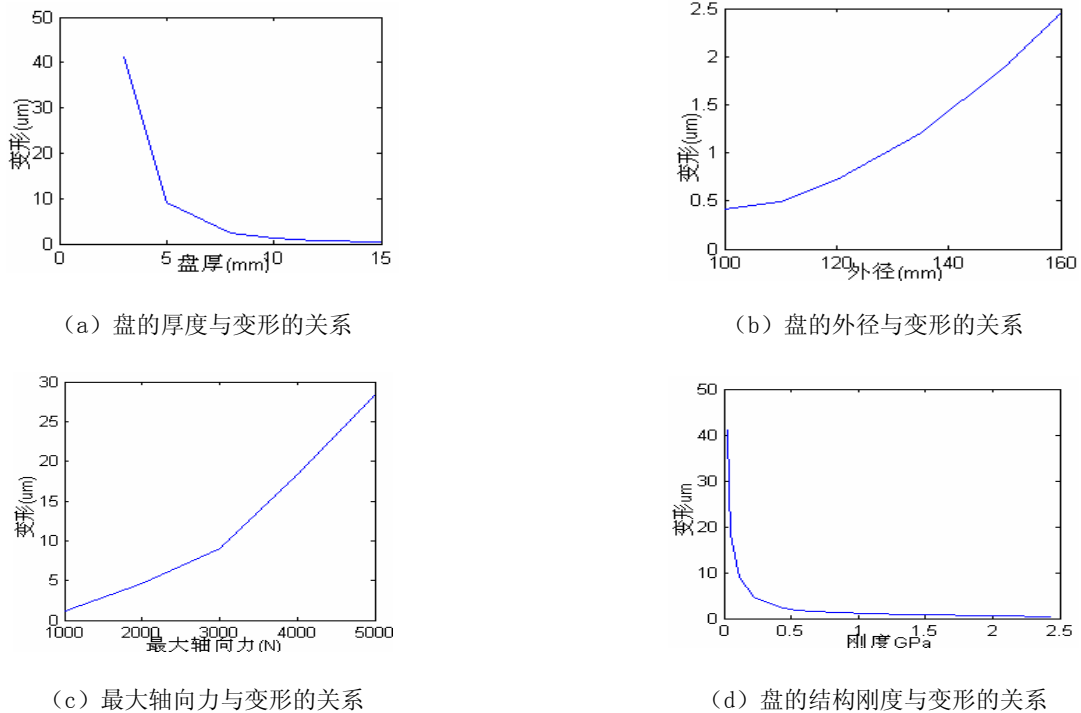 50
40
30
20
10
0
变形(um)
0 5 10 15
盘厚(mm)
(a)盘的厚度与变形的关系
2.5
2
1.5
1
0.5
0
变形(um)
100 120 140 160
外径(mm)
(b)盘的外径与变形的关系
30
25
20
15
10
5
0
变形(um)
1000 2000 3000 4000 5000
最大轴向力(N)
(c)最大轴向力与变形的关系
50
40
30
20
10
0
变形um
0 0.5 1 1.5 2 2.5
刚度GPa
(d)盘的结构刚度与变形的关系